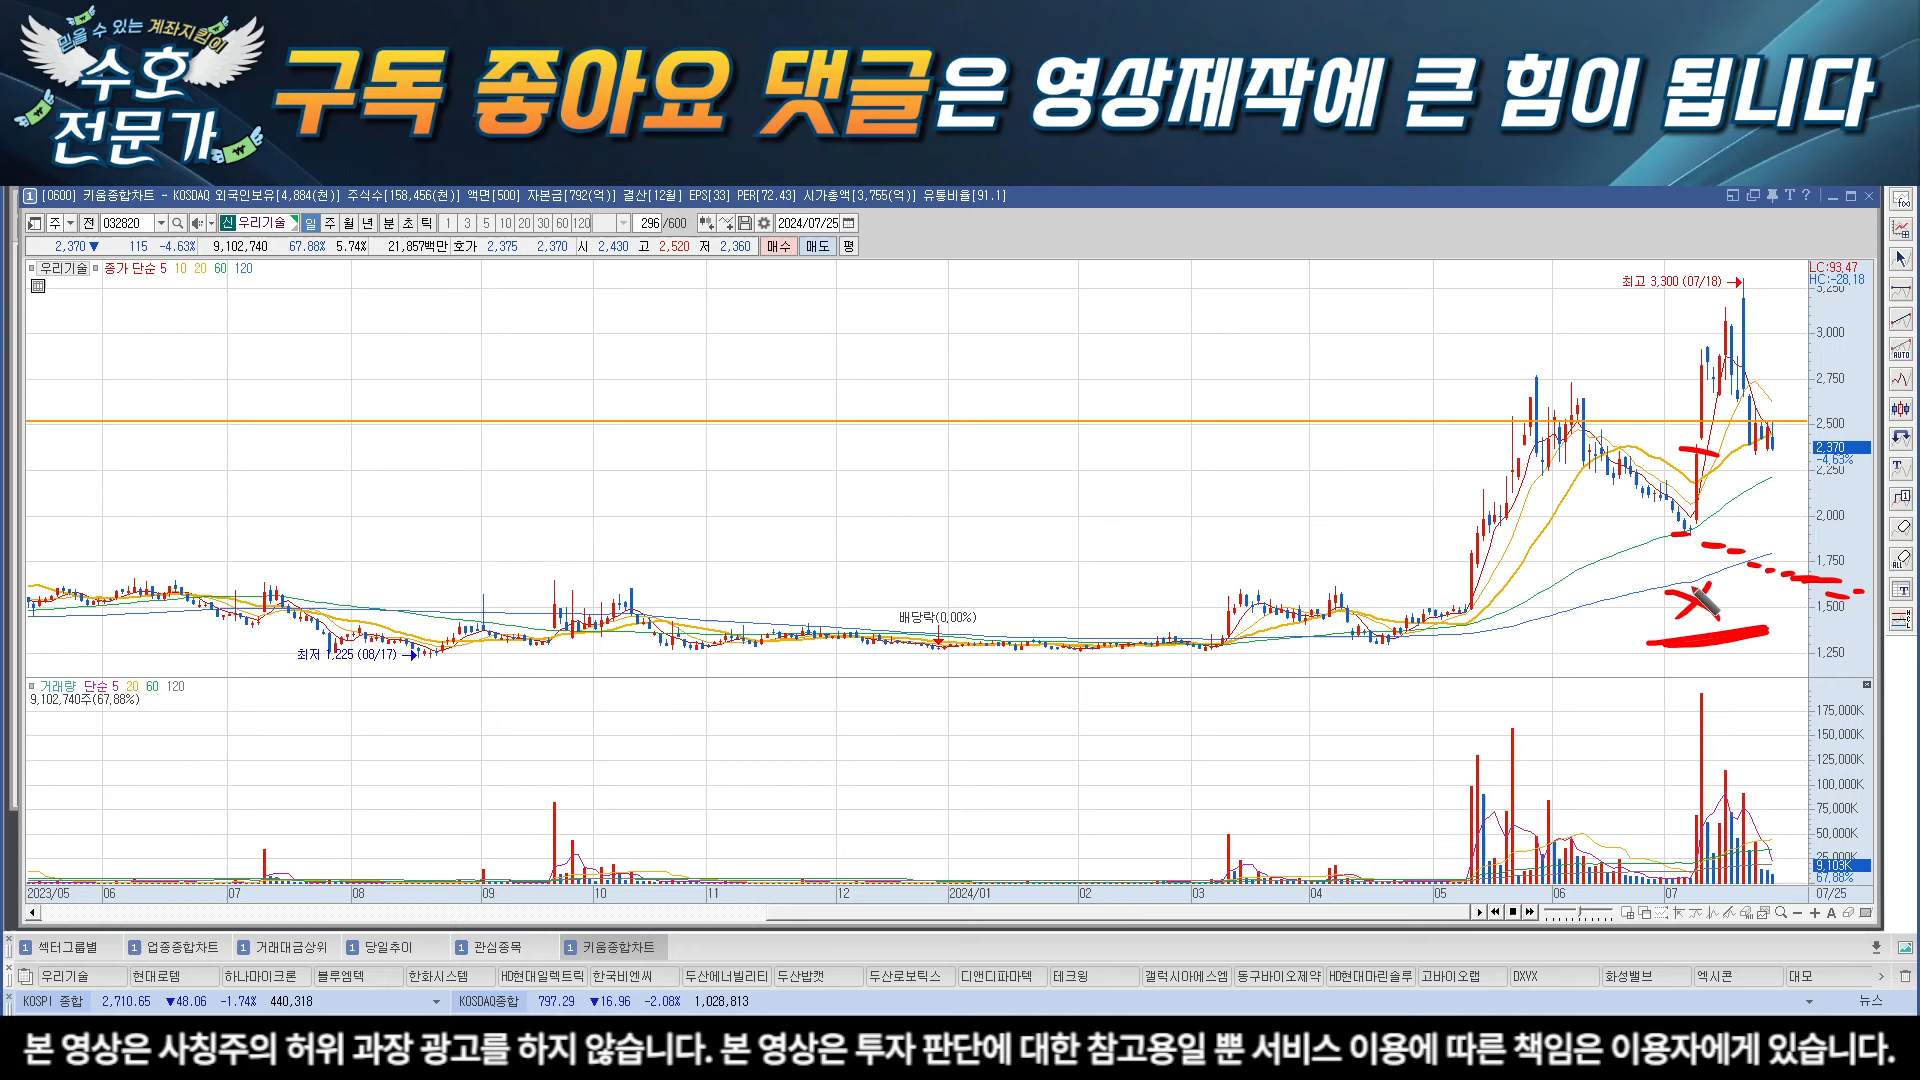 믿을 수 있는 계좌지킴이
수호
전문가
구독 좋아요 댓글은 영상제작에 큰 힘이 됩니다
1 [0600] 키움종합차트 - KOSDAQ 외국인보유[4,884(천)] 주식수[158,456(천)] 액면[500] 자본금[792(억)] 결산[12월] EPS[33] PER[72.43] 시가총액[3,755(억)] 유통비율[91.1]
주 전 032820 신 우리기술 일 주 월 년 분 초 틱 1 3 5 10 20 30 60 120 296 /600 2024/07/25
2,370 ▼ 115 -4.63% 9,102,740 67.88% 5.74% 21,857백만 호가 2,375 2,370 시 2,430 고 2,520 저 2,360 매수 매도 평
우리기술 종가 단순 5 10 20 60 120
LC:93.47
HC:-28.18
최고 3,300 (07/18)
3,250
3,000
2,750
2,500
2,370
-4.63%
2,250
2,000
1,750
1,500
1,250
배당락(0.00%)
최저 1,225 (08/17)
거래량 단순 5 20 60 120
9,102,740주(67.88%)
175,000K
150,000K
125,000K
100,000K
75,000K
50,000K
25,000K
9,103K
67.88%
2023/05 06 07 08 09 10 11 12 2024/01 02 03 04 05 06 07 07/25
1 섹터그룹별 1 업종종합차트 1 거래대금상위 1 당일추이 1 관심종목 1 키움종합차트
우리기술 현대로템 하나마이크론 블루엠텍 한화시스템 HD현대일렉트릭 한국비엔씨 두산에너빌리티 두산밥캣 두산로보틱스 디앤디파마텍 테크윙 갤럭시아에스엠 동구바이오제약 HD현대마린솔루 고바이오랩 DXVX 화성밸브 엑시콘 대모
KOSPI 종합 2,710.65 ▼48.06 -1.74% 440,318 KOSDAQ종합 797.29 ▼16.96 -2.08% 1,028,813 뉴스
본 영상은 사칭주의 허위 과장 광고를 하지 않습니다. 본 영상은 투자 판단에 대한 참고용일 뿐 서비스 이용에 따른 책임은 이용자에게 있습니다.